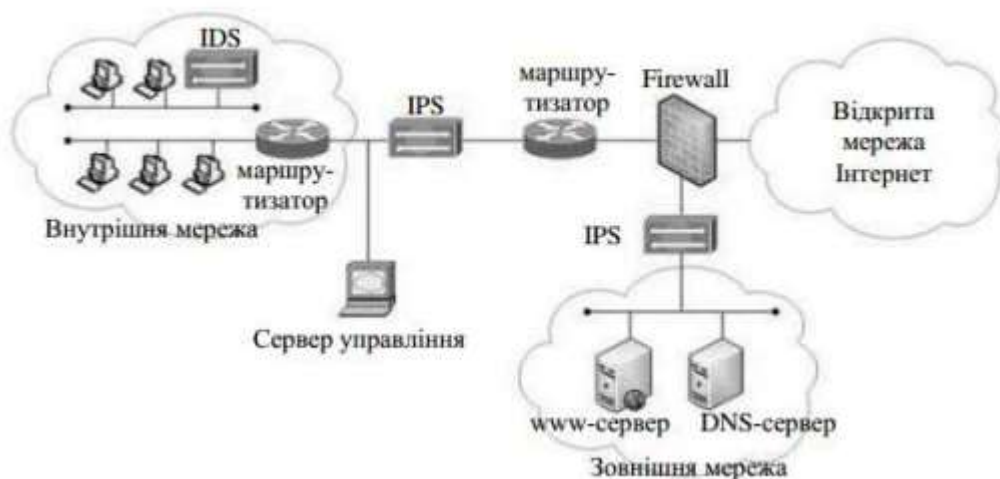 IDS
IPS
маршру-
тизатор
Firewall
Відкрита
мережа
Інтернет
маршру-
тизатор
Внутрішня мережа
IPS
Сервер управління
www-сервер
DNS-сервер
Зовнішня мережа